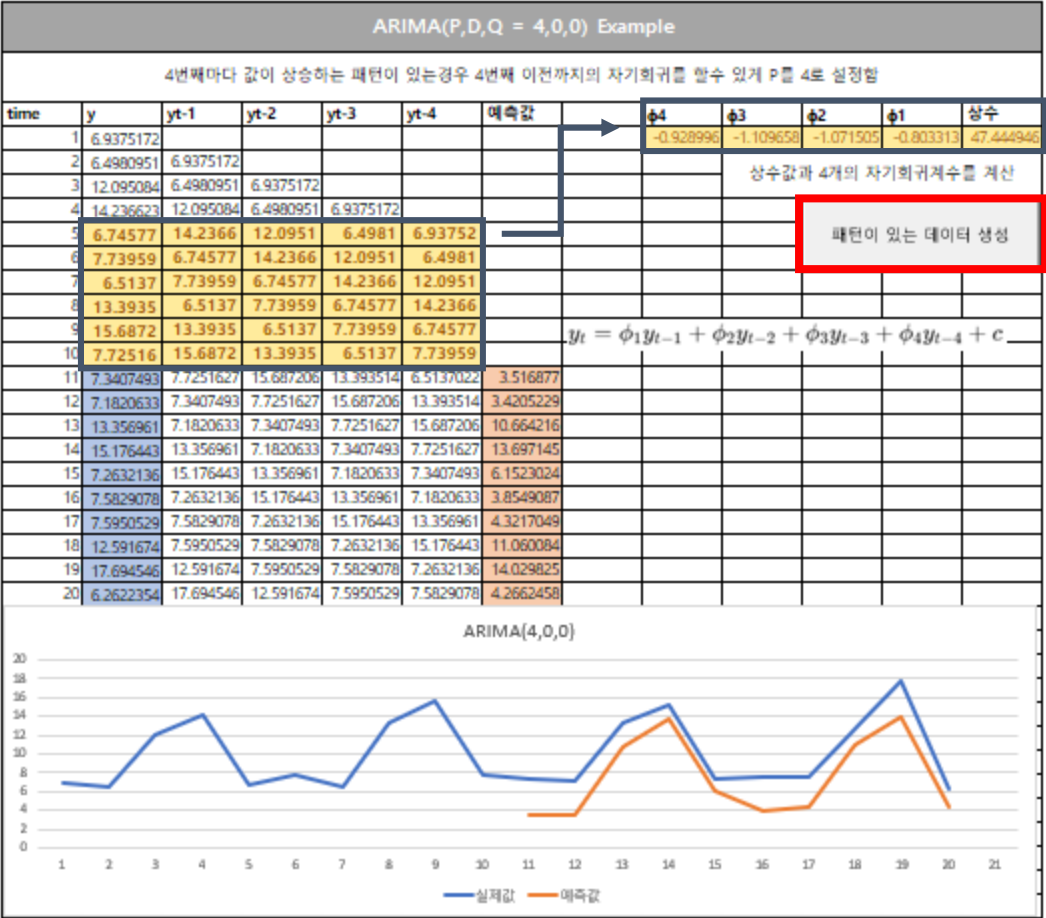 ARIMA(P,D,Q = 4,0,0) Example
4번째마다 값이 상승하는 패턴이 있는경우 4번째 이전까지의 자기회귀를 할수 있게 P를 4로 설정함
time y yt-1 yt-2 yt-3 yt-4 예측값 ϕ4 ϕ3 ϕ2 ϕ1 상수
1 6.9375172 -0.928996 -1.109658 -1.071505 -0.803313 47.444946
2 6.4980951 6.9375172
상수값과 4개의 자기회귀계수를 계산
3 12.095084 6.4980951 6.9375172
4 14.236623 12.095084 6.4980951 6.9375172
5 6.74577 14.2366 12.0951 6.4981 6.93752
패턴이 있는 데이터 생성
6 7.73959 6.74577 14.2366 12.0951 6.4981
7 6.5137 7.73959 6.74577 14.2366 12.0951
8 13.3935 6.5137 7.73959 6.74577 14.2366
9 15.6872 13.3935 6.5137 7.73959 6.74577
yt = ϕ1yt−1 + ϕ2yt−2 + ϕ3yt−3 + ϕ4yt−4 + c
10 7.72516 15.6872 13.3935 6.5137 7.73959
11 7.3407493 7.7251627 15.687206 13.393514 6.5137022 3.516877
12 7.1820633 7.3407493 7.7251627 15.687206 13.393514 3.4205229
13 13.356961 7.1820633 7.3407493 7.7251627 15.687206 10.664216
14 15.176443 13.356961 7.1820633 7.3407493 7.7251627 13.697145
15 7.2632136 15.176443 13.356961 7.1820633 7.3407493 6.1523024
16 7.5829078 7.2632136 15.176443 13.356961 7.1820633 3.8549087
17 7.5950529 7.5829078 7.2632136 15.176443 13.356961 4.3217049
18 12.591674 7.5950529 7.5829078 7.2632136 15.176443 11.060084
19 17.694546 12.591674 7.5950529 7.5829078 7.2632136 14.029825
20 6.2622354 17.694546 12.591674 7.5950529 7.5829078 4.2662458
ARIMA(4,0,0)
20
18
16
14
12
10
8
6
4
2
0
1 2 3 4 5 6 7 8 9 10 11 12 13 14 15 16 17 18 19 20 21
실제값 예측값